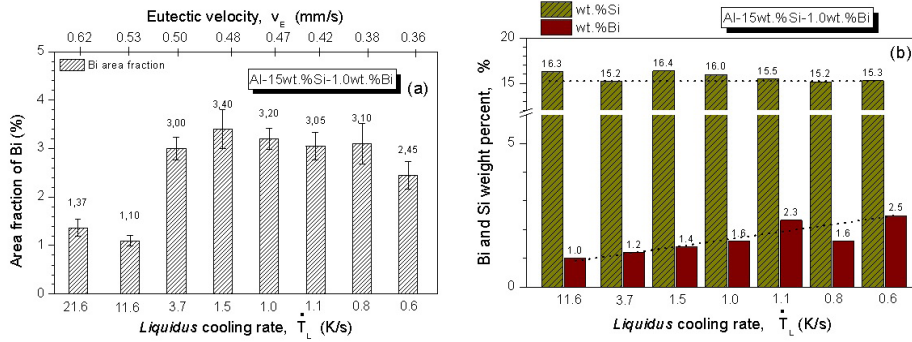 Eutectic velocity, v_E (mm/s)
0.62 0.53 0.50 0.48 0.47 0.42 0.38 0.36
Area fraction of Bi (%)
5
4
3
2
1
0
Bi area fraction
Al-15wt.%Si-1.0wt.%Bi
(a)
1,37 1,10 3,00 3,40 3,20 3,05 3,10 2,45
21.6 11.6 3.7 1.5 1.0 1.1 0.8 0.6
Liquidus cooling rate, Ṫ_L (K/s)
wt.%Si
wt.%Bi
Al-15wt.%Si-1.0wt.%Bi
(b)
Bi and Si weight percent, %
20
15
5
0
16.3 15.2 16.4 16.0 15.5 15.2 15.3
1.0 1.2 1.4 1.6 2.3 1.6 2.5
11.6 3.7 1.5 1.0 1.1 0.8 0.6
Liquidus cooling rate, Ṫ_L (K/s)